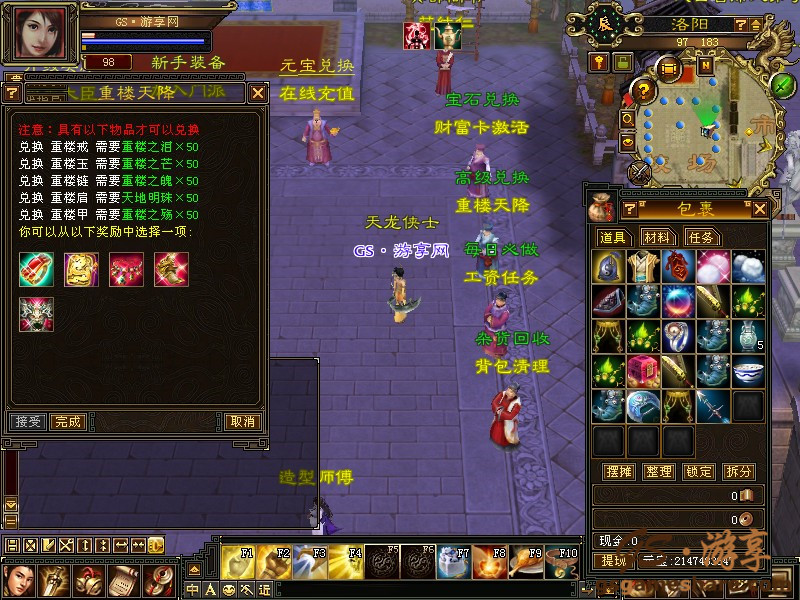 GS·游享网
98
新手装备
元宝兑换
在线充值
重楼天降
注意：具有以下物品才可以兑换
兑换 重楼戒 需要重楼之泪×50
兑换 重楼玉 需要重楼之芒×50
兑换 重楼链 需要重楼之魄×50
兑换 重楼肩 需要天地明珠×50
兑换 重楼甲 需要重楼之殇×50
你可以从以下奖励中选择一项：
接受
完成
取消
宝石兑换
财富卡激活
高级兑换
重楼天降
天龙侠士
GS·游享网
每日必做
工资任务
杂货回收
背包清理
造型师傅
洛阳
97 183
N
包裹
道具
材料
任务
5
摆摊
整理
锁定
拆分
0
0
现金:0
提现
游享
F1
F2
F3
F4
F5
F6
F7
F8
F9
F10
中
A
近